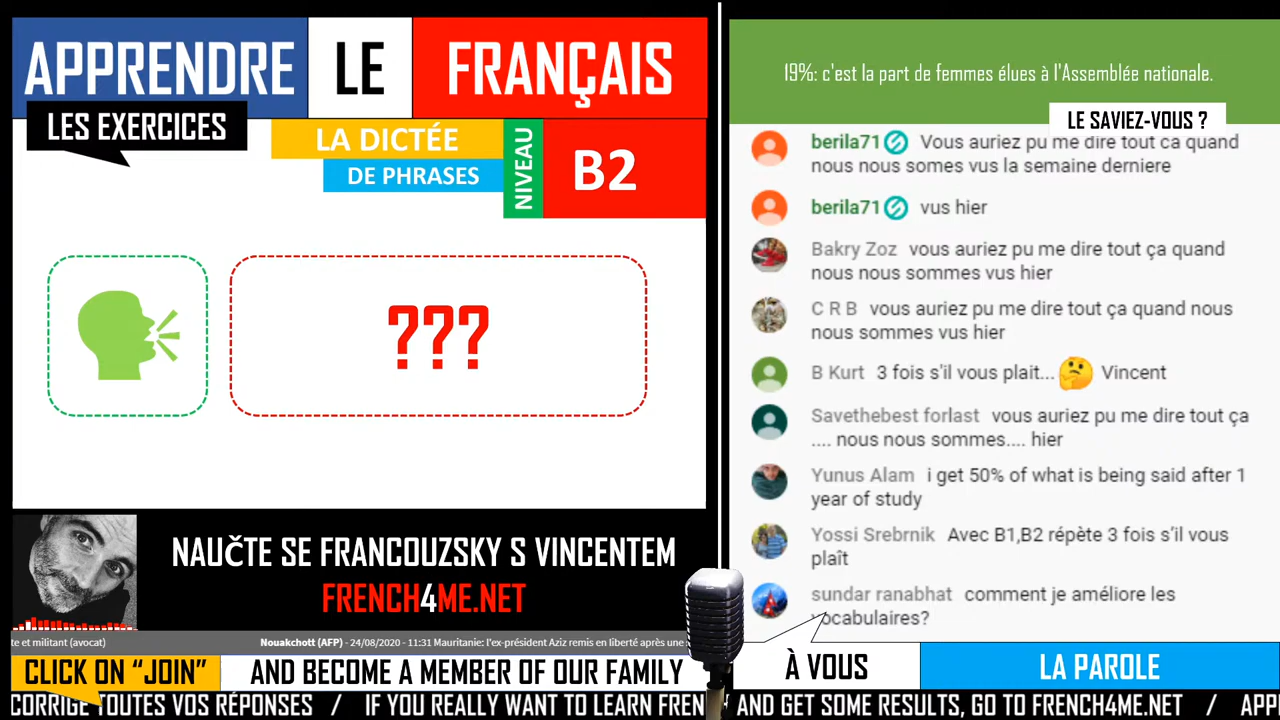 APPRENDRE LE FRANÇAIS
LES EXERCICES
LA DICTÉE
DE PHRASES
NIVEAU
B2
???
NAUČTE SE FRANCOUZSKY S VINCENTEM
FRENCH4ME.NET
te et militant (avocat)
Nouakchott (AFP) - 24/08/2020 - 11:31 Mauritanie: l'ex-président Aziz remis en liberté après une
CLICK ON "JOIN"
AND BECOME A MEMBER OF OUR FAMILY
19%: c'est la part de femmes élues à l'Assemblée nationale.
LE SAVIEZ-VOUS ?
berila71 Vous auriez pu me dire tout ca quand
nous nous somes vus la semaine derniere
berila71 vus hier
Bakry Zoz vous auriez pu me dire tout ça quand
nous nous sommes vus hier
C R B vous auriez pu me dire tout ça quand nous
nous sommes vus hier
B Kurt 3 fois s'il vous plait... 🤔 Vincent
Savethebest forlast vous auriez pu me dire tout ça
.... nous nous sommes.... hier
Yunus Alam i get 50% of what is being said after 1
year of study
Yossi Srebrnik Avec B1,B2 répète 3 fois s'il vous
plaît
sundar ranabhat comment je améliore les
vocabulaires?
À VOUS
LA PAROLE
CORRIGE TOUTES VOS RÉPONSES / IF YOU REALLY WANT TO LEARN FREN AND GET SOME RESULTS, GO TO FRENCH4ME.NET / APP